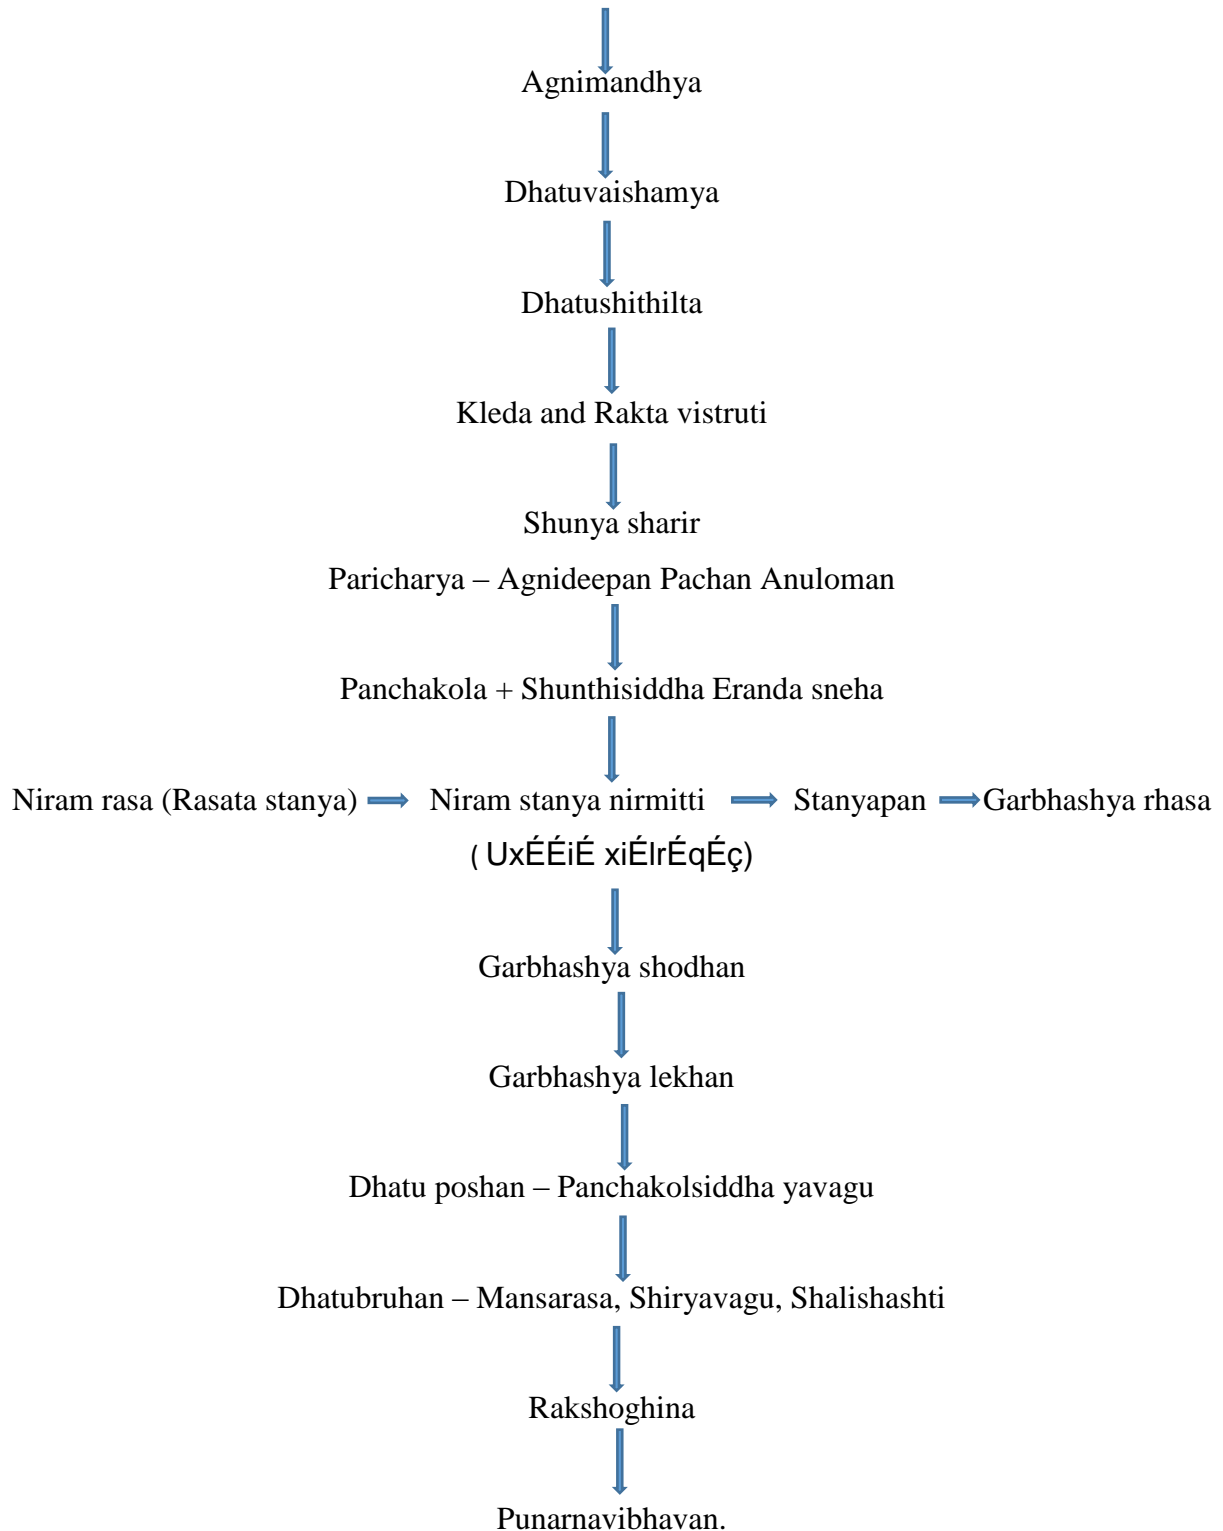 Agnimandhya
Dhatuvaishamya
Dhatushithilta
Kleda and Rakta vistruti
Shunya sharir
Paricharya – Agnideepan Pachan Anuloman
Panchakola + Shunthisiddha Eranda sneha
Niram rasa (Rasata stanya) Niram stanya nirmitti Stanyapan Garbhashya rhasa
( UxÉÉiÉ xiÉlrÉqÉç)
Garbhashya shodhan
Garbhashya lekhan
Dhatu poshan – Panchakolsiddha yavagu
Dhatubruhan – Mansarasa, Shiryavagu, Shalishashti
Rakshoghina
Punarnavibhavan.